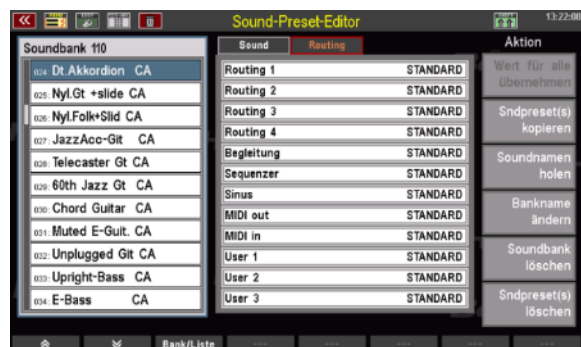 Sound-Preset-Editor
13:22:08
Soundbank 110
024: Dt.Akkordion CA
025: Nyl.Gt +slide CA
026: Nyl.Folk+Slid CA
027: JazzAcc-Git CA
028: Telecaster Gt CA
029: 60th Jazz Gt CA
030: Chord Guitar CA
031: Muted E-Guit. CA
032: Unplugged Git CA
033: Upright-Bass CA
034: E-Bass CA
Sound Routing
Routing 1 STANDARD
Routing 2 STANDARD
Routing 3 STANDARD
Routing 4 STANDARD
Begleitung STANDARD
Sequenzer STANDARD
Sinus STANDARD
MIDI out STANDARD
MIDI in STANDARD
User 1 STANDARD
User 2 STANDARD
User 3 STANDARD
Aktion
Wert für alle
übernehmen
Sndpreset(s)
kopieren
Soundnamen
holen
Bankname
ändern
Soundbank
löschen
Sndpreset(s)
löschen
Bank/Liste --- --- --- --- ---